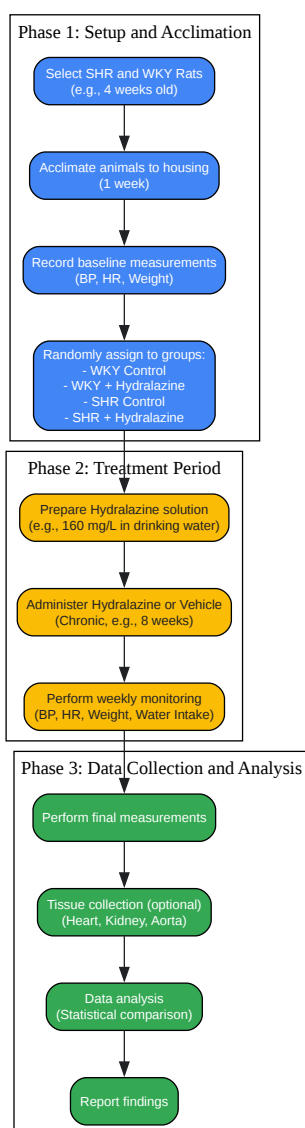 Phase 1: Setup and Acclimation
Select SHR and WKY Rats
(e.g., 4 weeks old)
Acclimate animals to housing
(1 week)
Record baseline measurements
(BP, HR, Weight)
Randomly assign to groups:
- WKY Control
- WKY + Hydralazine
- SHR Control
- SHR + Hydralazine
Phase 2: Treatment Period
Prepare Hydralazine solution
(e.g., 160 mg/L in drinking water)
Administer Hydralazine or Vehicle
(Chronic, e.g., 8 weeks)
Perform weekly monitoring
(BP, HR, Weight, Water Intake)
Phase 3: Data Collection and Analysis
Perform final measurements
Tissue collection (optional)
(Heart, Kidney, Aorta)
Data analysis
(Statistical comparison)
Report findings